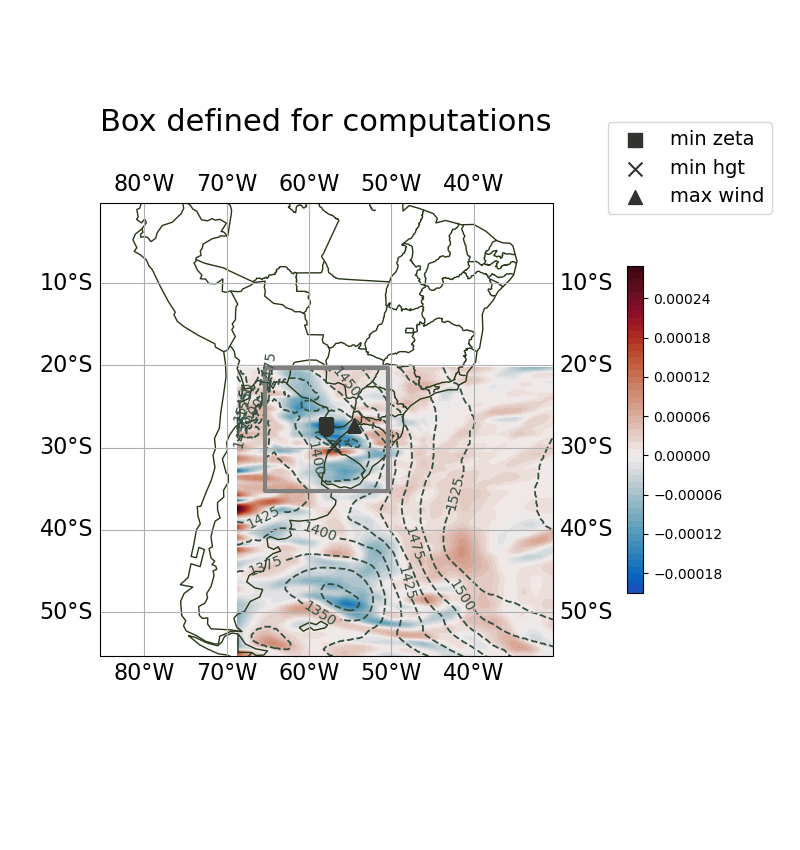 Box defined for computations
min zeta
min hgt
max wind
80°W 70°W 60°W 50°W 40°W
10°S 10°S
20°S 20°S
30°S 30°S
40°S 40°S
50°S 50°S
80°W 70°W 60°W 50°W 40°W
0.00024
0.00018
0.00012
0.00006
0.00000
−0.00006
−0.00012
−0.00018
1450
1400
1425
1400
1375
1350
1475
1425
1500
1525